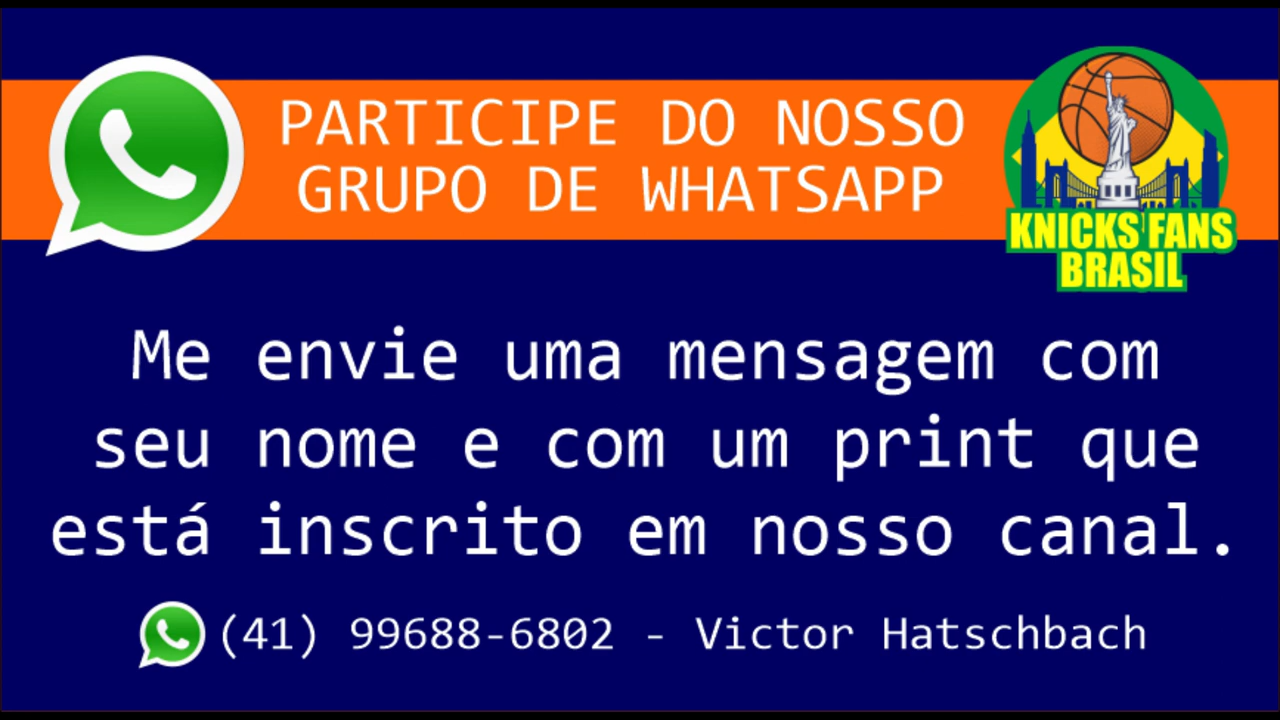 PARTICIPE DO NOSSO
GRUPO DE WHATSAPP
KNICKS FANS
BRASIL
Me envie uma mensagem com
seu nome e com um print que
está inscrito em nosso canal.
(41) 99688-6802 - Victor Hatschbach